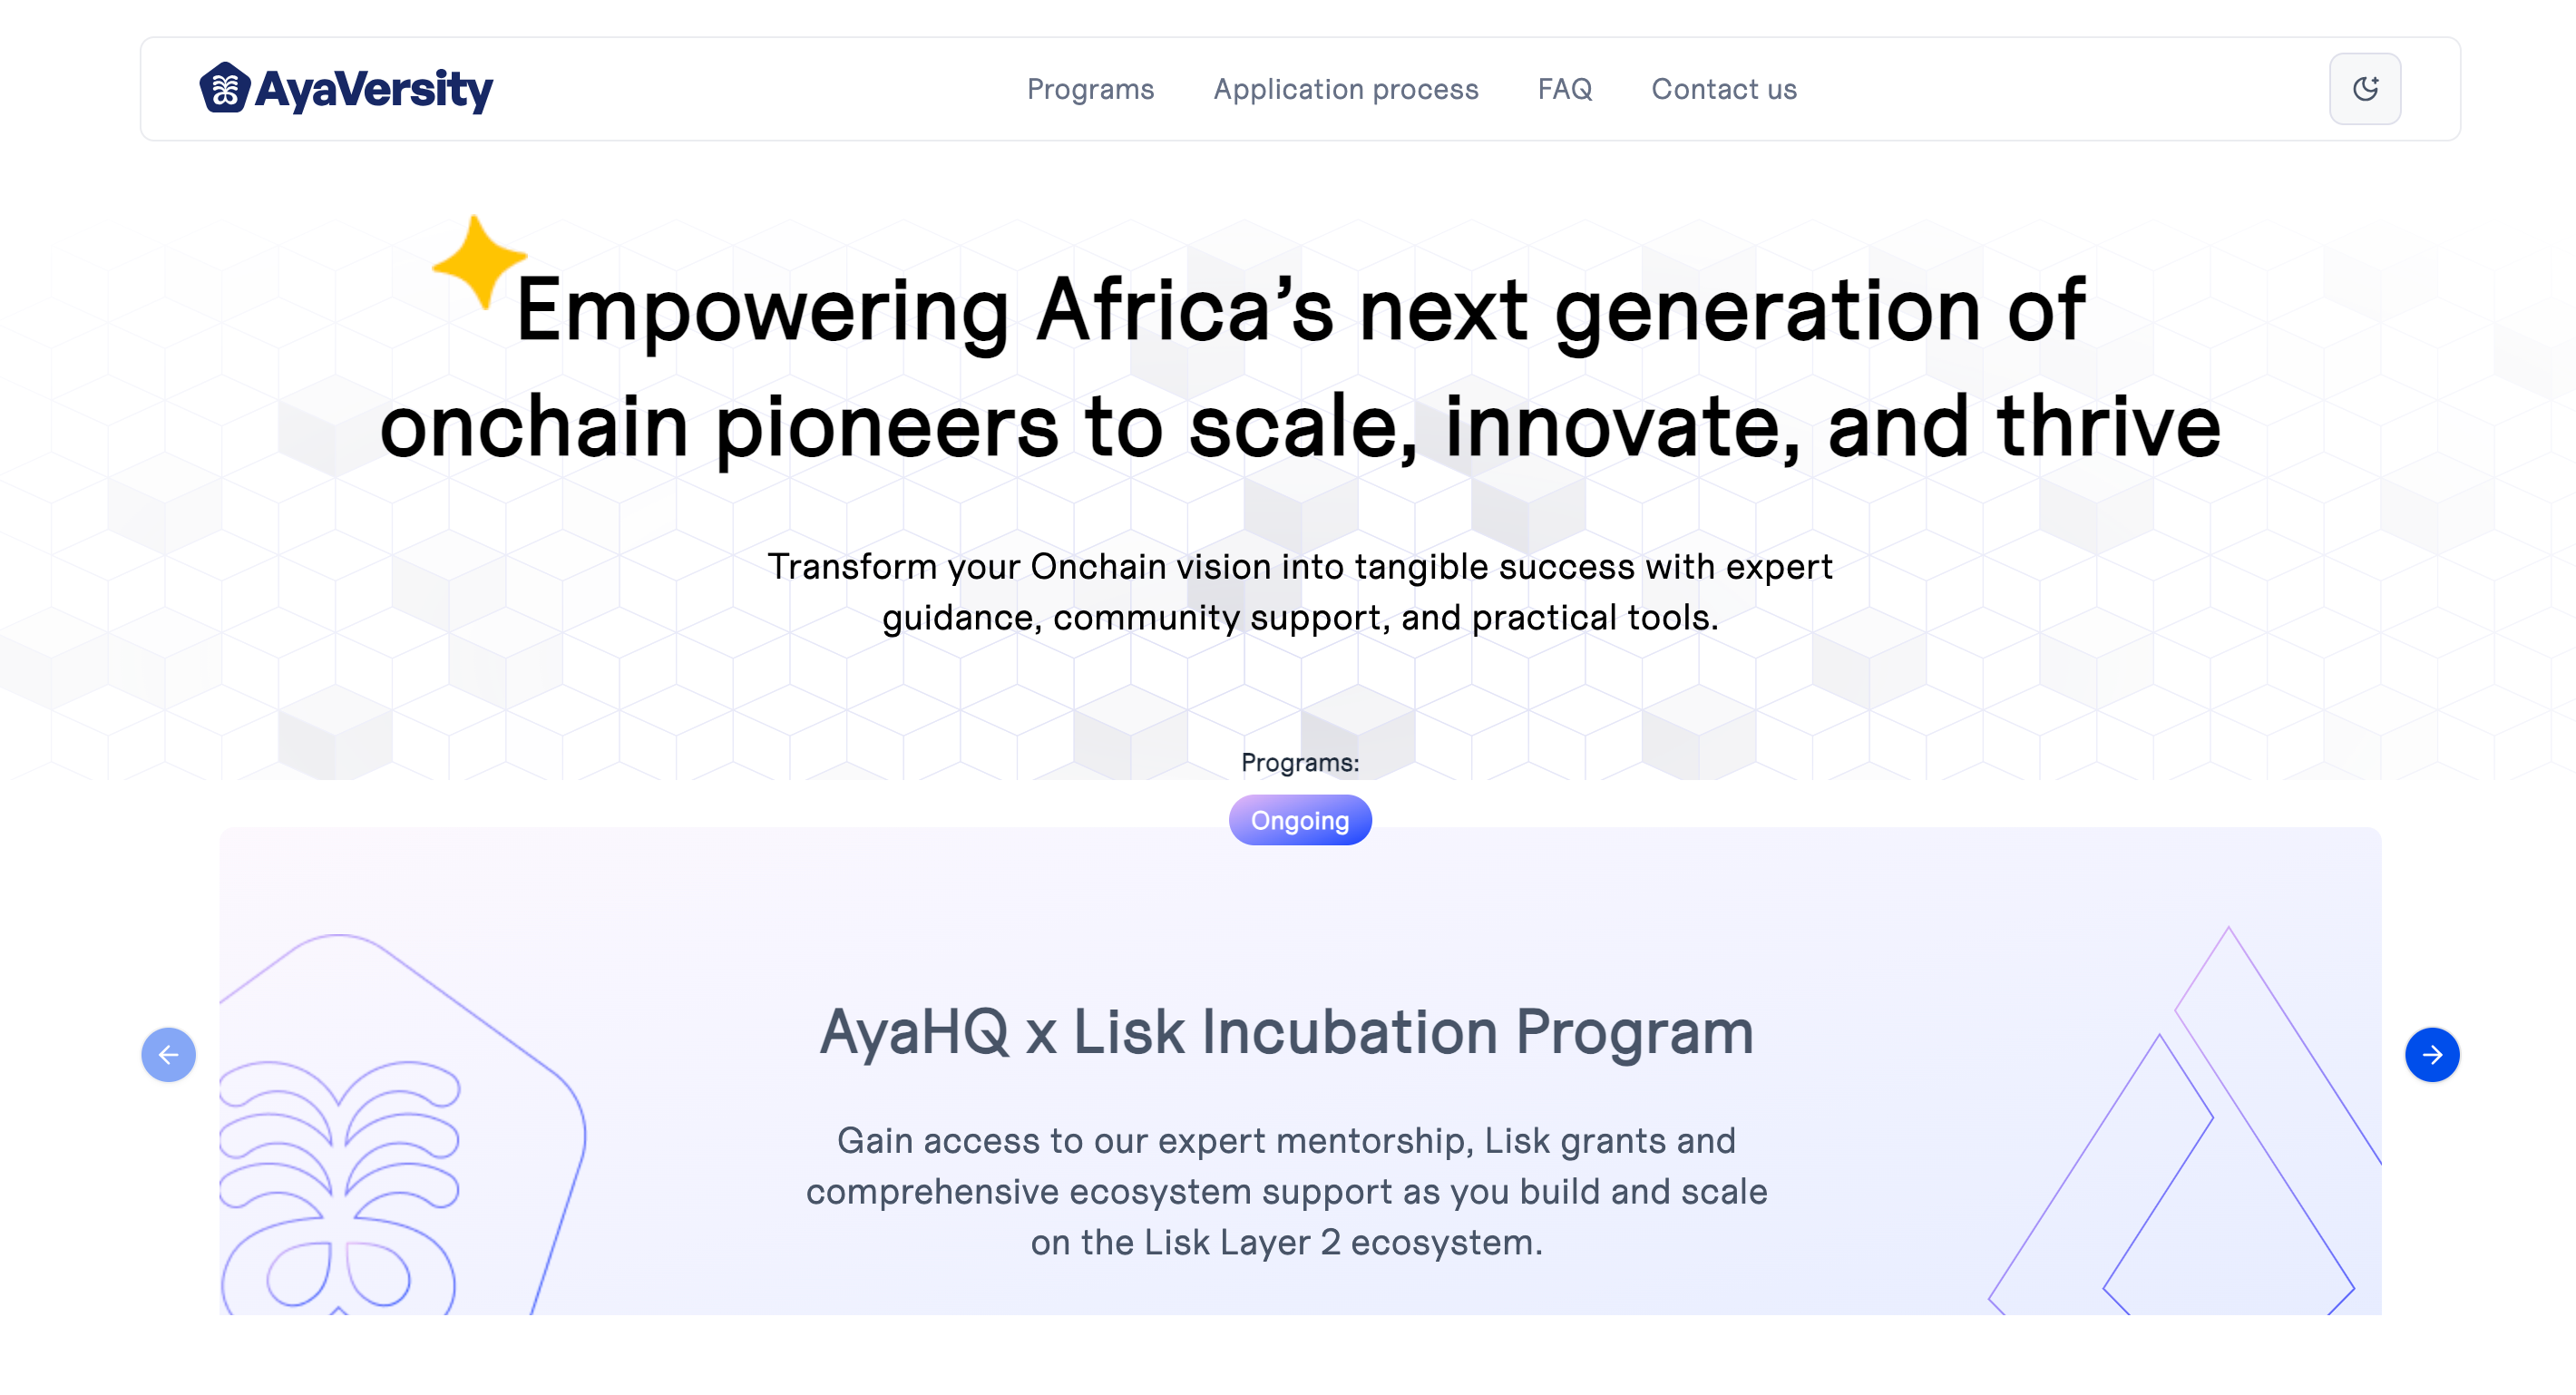 AyaVersity
Programs
Application process
FAQ
Contact us
Empowering Africa’s next generation of
onchain pioneers to scale, innovate, and thrive
Transform your Onchain vision into tangible success with expert
guidance, community support, and practical tools.
Programs:
Ongoing
AyaHQ x Lisk Incubation Program
Gain access to our expert mentorship, Lisk grants and
comprehensive ecosystem support as you build and scale
on the Lisk Layer 2 ecosystem.